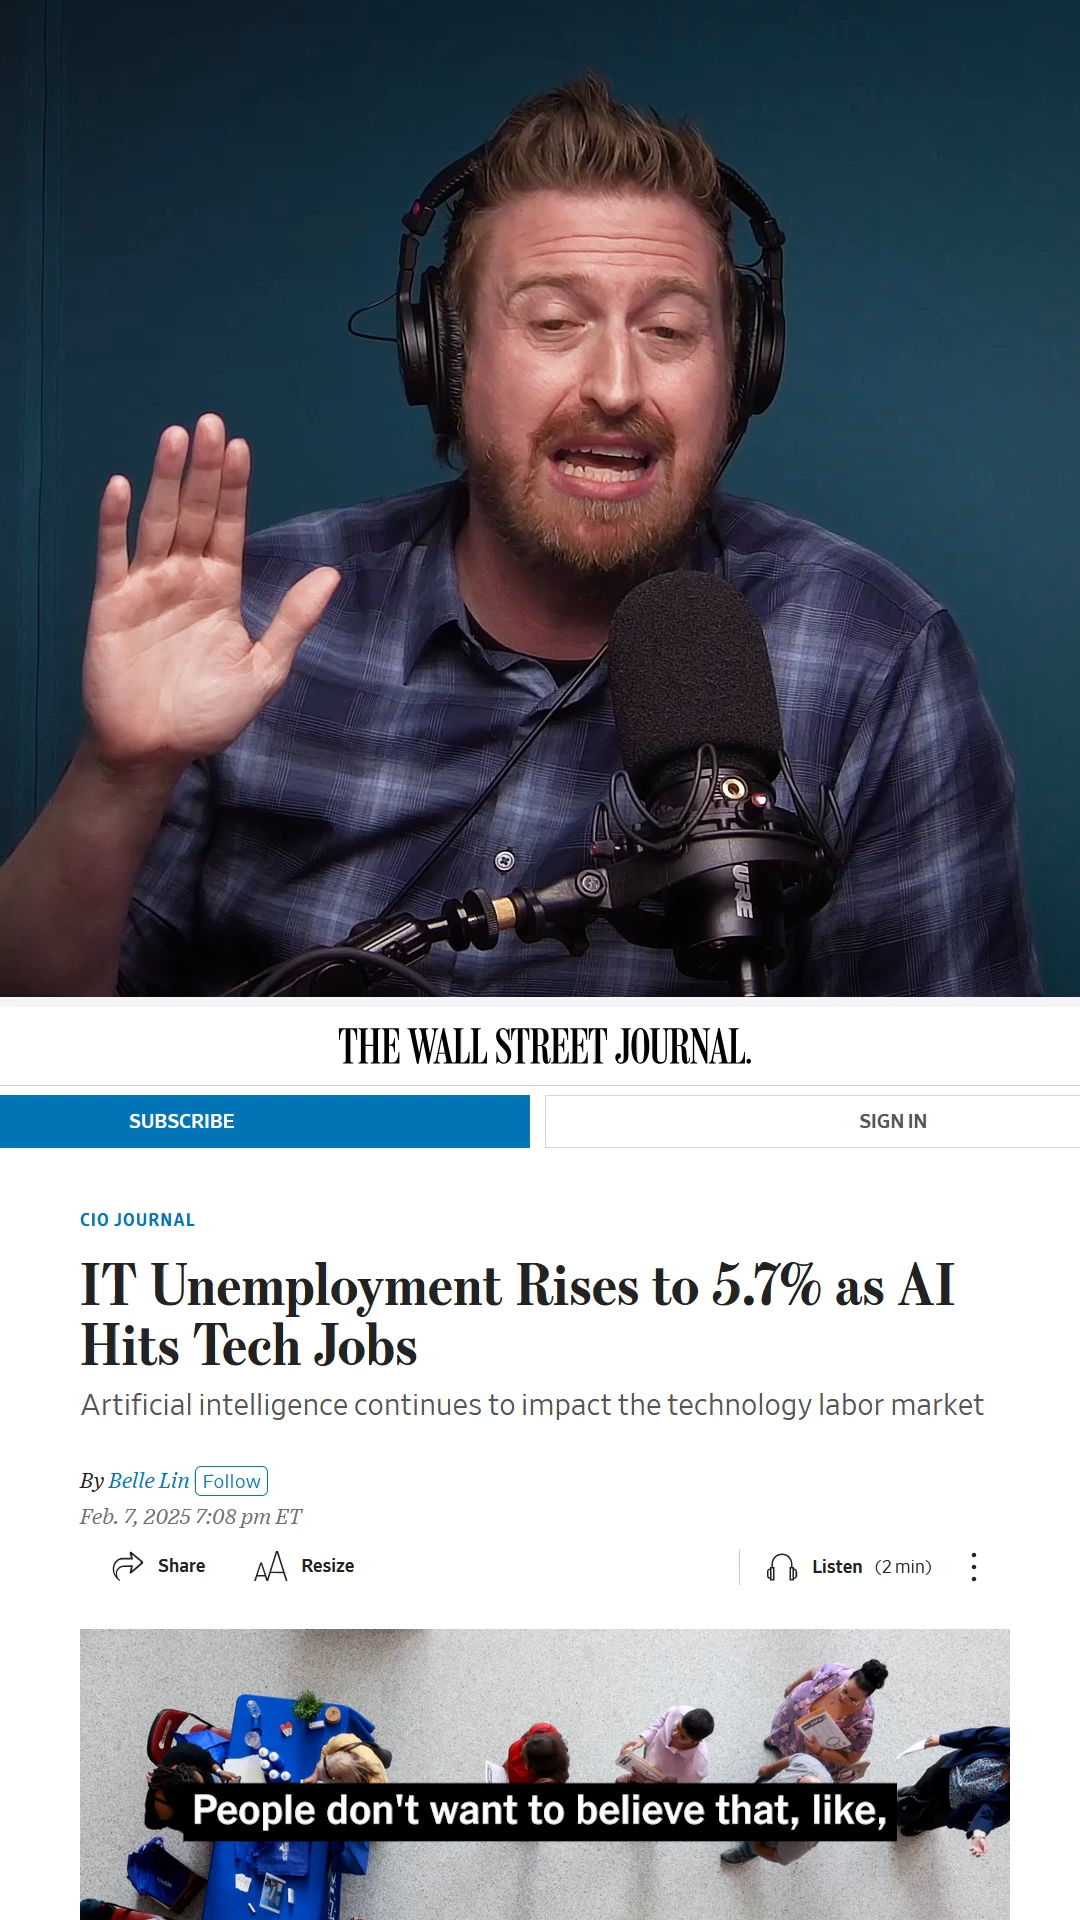 URE
THE WALL STREET JOURNAL.
SUBSCRIBE
SIGN IN
CIO JOURNAL
IT Unemployment Rises to 5.7% as AI
Hits Tech Jobs
Artificial intelligence continues to impact the technology labor market
By Belle Lin Follow
Feb. 7, 2025 7:08 pm ET
Share
Resize
Listen (2 min)
People don't want to believe that, like,